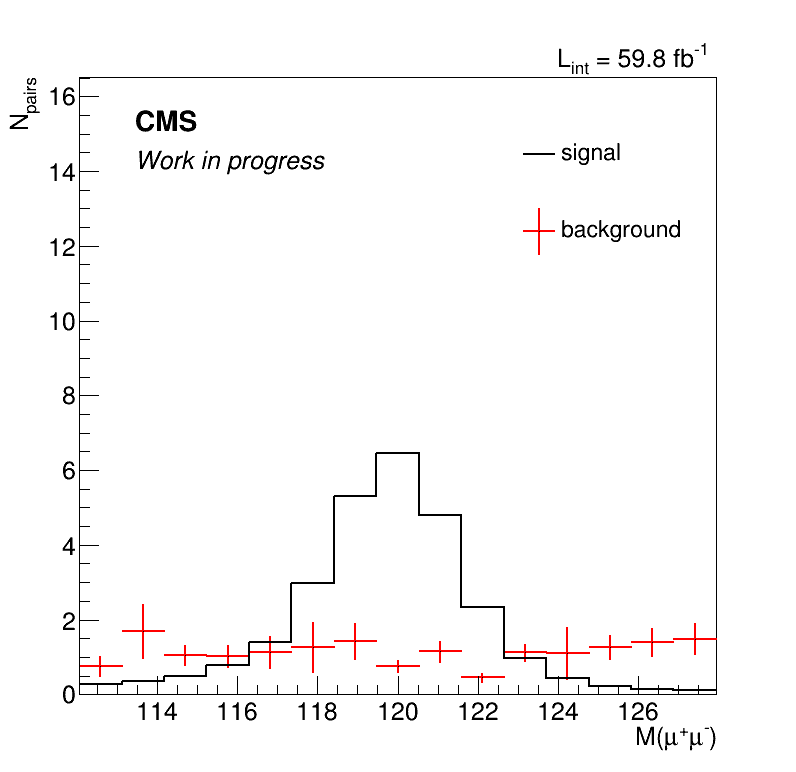 L_int = 59.8 fb^-1
N_pairs
16
CMS
Work in progress
signal
14
background
12
10
8
6
4
2
0
114 116 118 120 122 124 126
M(μ⁺μ⁻)